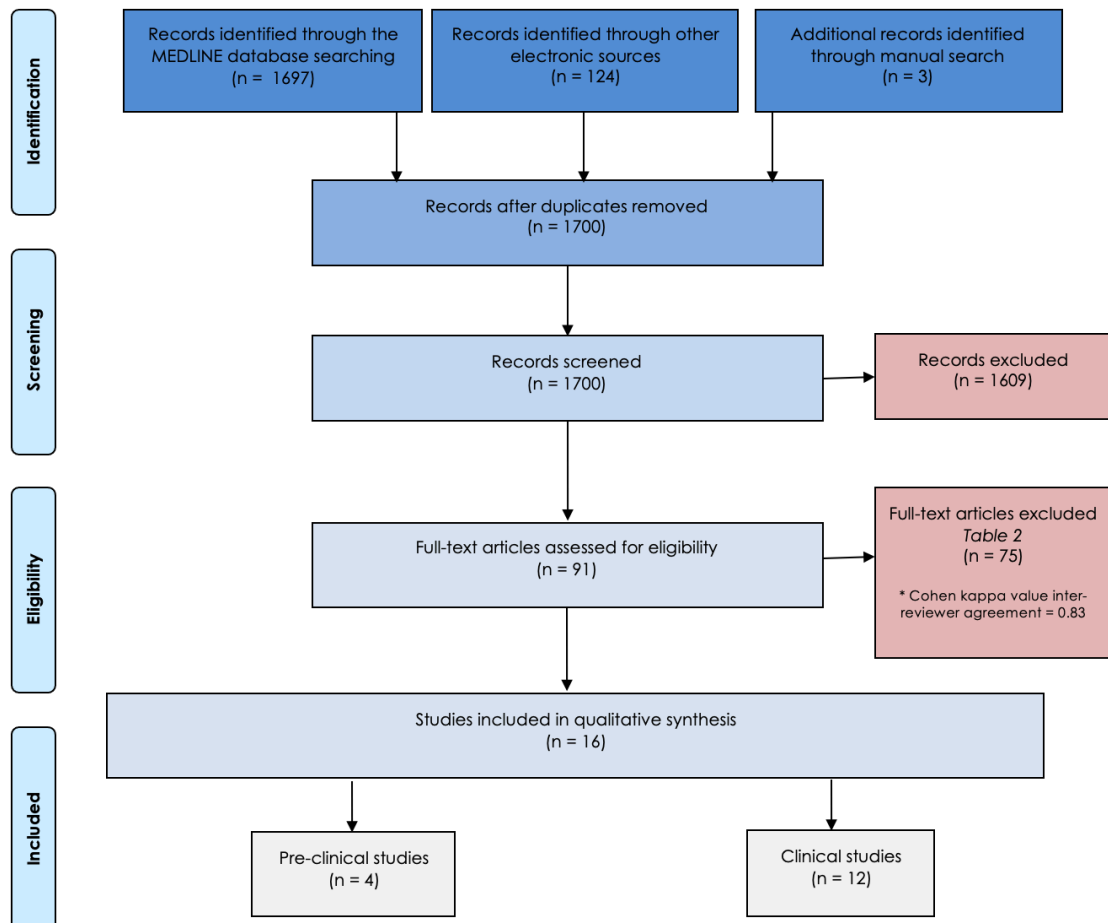 Identification
Records identified through the
MEDLINE database searching
(n =  1697)
Records identified through other
electronic sources
(n = 124)
Additional records identified
through manual search
(n = 3)
Records after duplicates removed
(n = 1700)
Screening
Records screened
(n = 1700)
Records excluded
(n = 1609)
Eligibility
Full-text articles assessed for eligibility
(n = 91)
Full-text articles excluded
Table 2
(n = 75)
* Cohen kappa value inter-
reviewer agreement = 0.83
Included
Studies included in qualitative synthesis
(n = 16)
Pre-clinical studies
(n = 4)
Clinical studies
(n = 12)